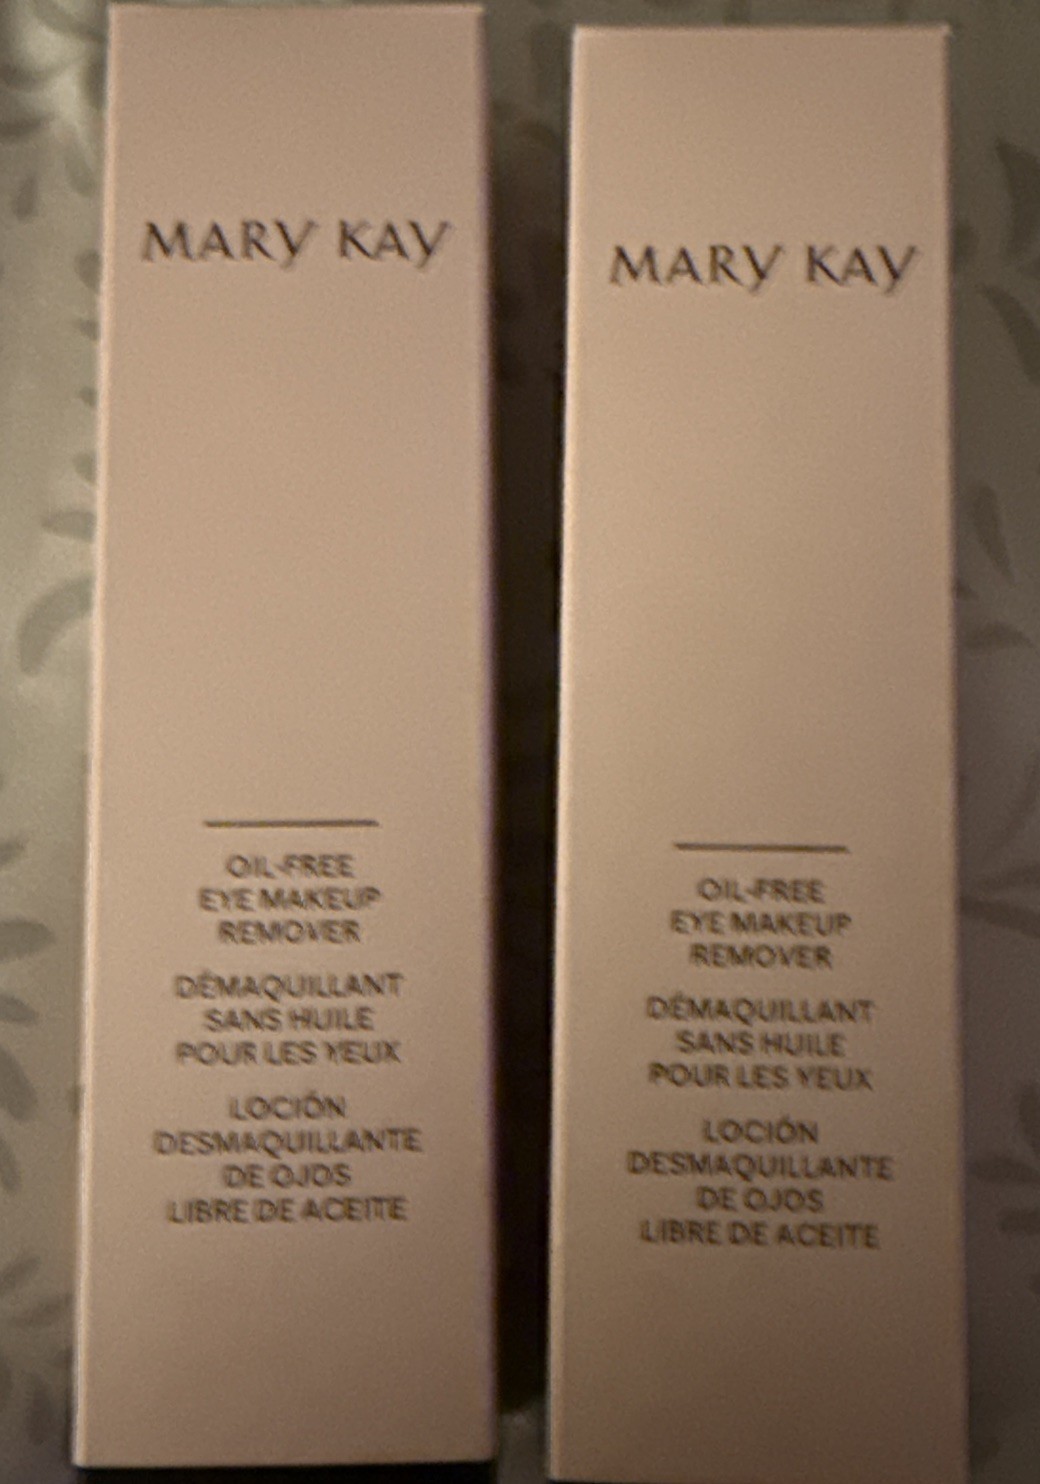 MARY KAY
OIL-FREE
EYE MAKEUP
REMOVER
DÉMAQUILLANT
SANS HUILE
POUR LES YEUX
LOCIÓN
DESMAQUILLANTE
DE OJOS
LIBRE DE ACEITE
MARY KAY
OIL-FREE
EYE MAKEUP
REMOVER
DÉMAQUILLANT
SANS HUILE
POUR LES YEUX
LOCIÓN
DESMAQUILLANTE
DE OJOS
LIBRE DE ACEITE